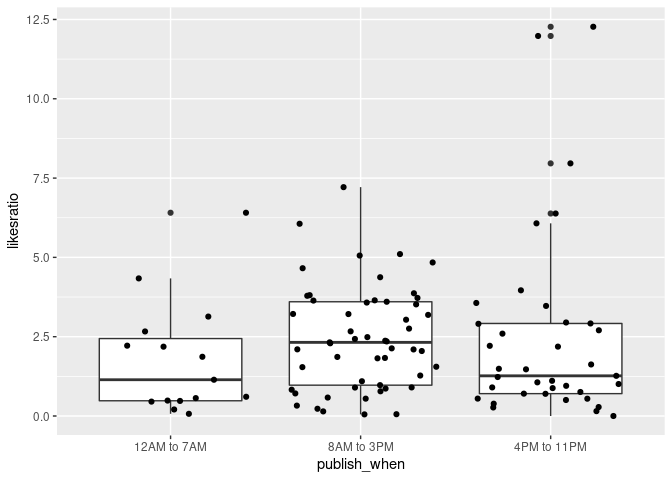 12.5
10.0
7.5
5.0
2.5
0.0
likesratio
12AM to 7AM
8AM to 3PM
4PM to 11PM
publish_when